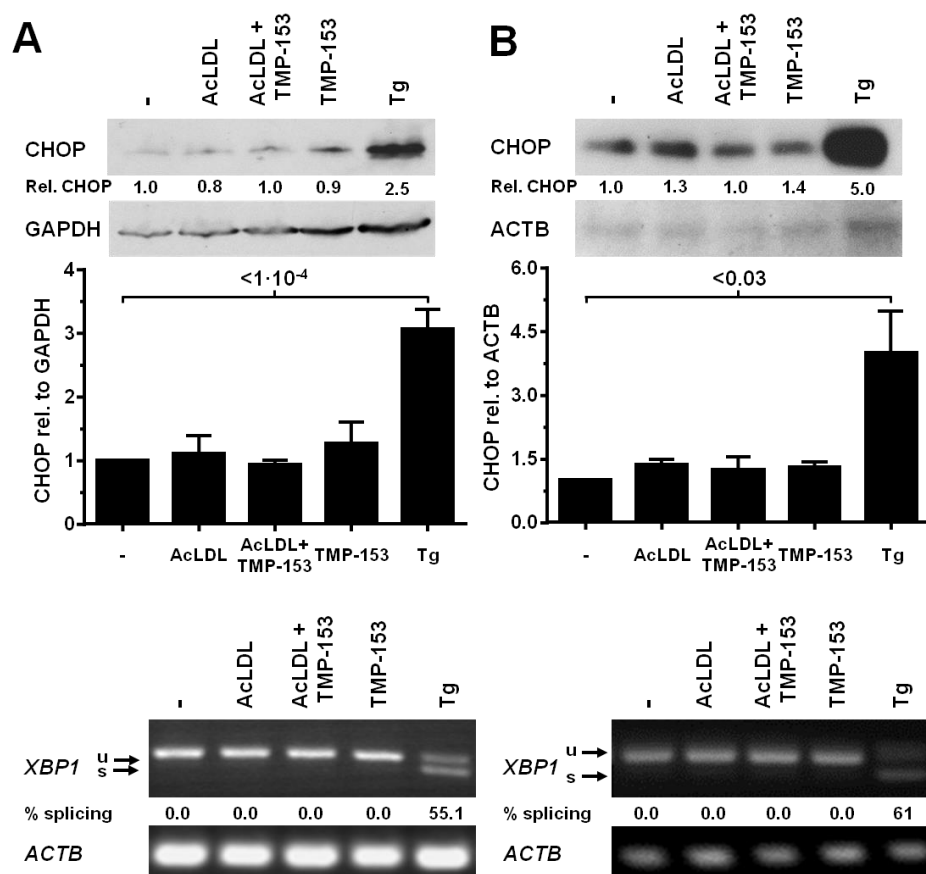 A
-
AcLDL
AcLDL +
TMP-153
TMP-153
Tg
CHOP
Rel. CHOP 1.0 0.8 1.0 0.9 2.5
GAPDH
<1·10-4
CHOP rel. to GAPDH
4
3
2
1
0
- AcLDL AcLDL+ TMP-153 TMP-153 Tg
-
AcLDL
AcLDL +
TMP-153
TMP-153
Tg
XBP1
u
s
% splicing 0.0 0.0 0.0 0.0 55.1
ACTB
B
-
AcLDL
AcLDL +
TMP-153
TMP-153
Tg
CHOP
Rel. CHOP 1.0 1.3 1.0 1.4 5.0
ACTB
<0.03
CHOP rel. to ACTB
6.0
4.5
3.0
1.5
0.0
- AcLDL AcLDL+ TMP-153 TMP-153 Tg
-
AcLDL
AcLDL +
TMP-153
TMP-153
Tg
XBP1
u
s
% splicing 0.0 0.0 0.0 0.0 61
ACTB